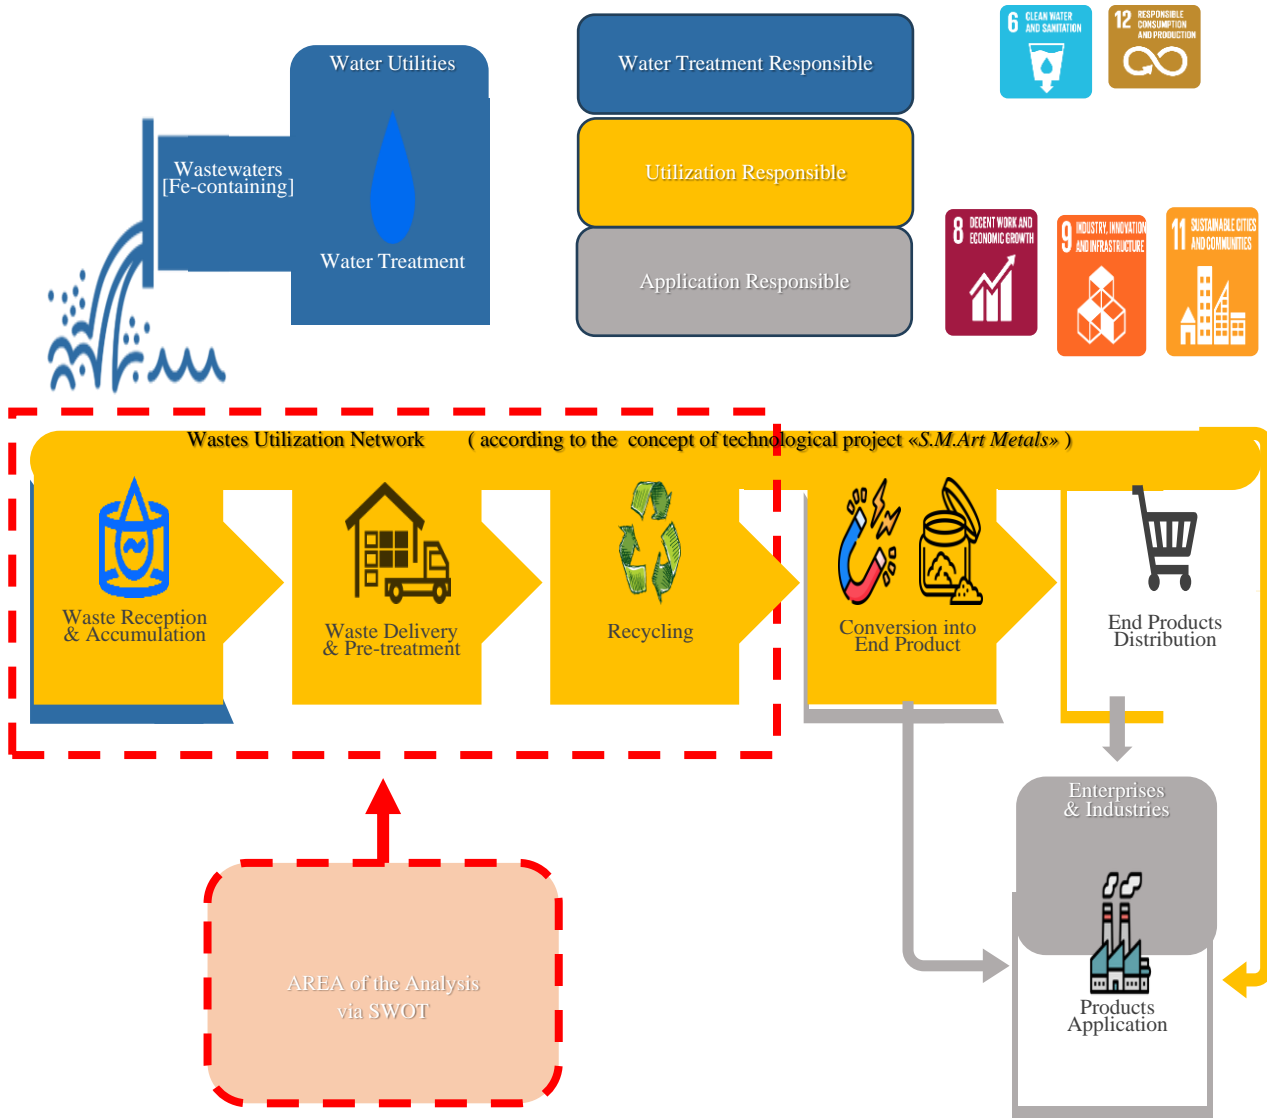 Water Utilities
Wastewaters
[Fe-containing]
Water Treatment
Water Treatment Responsible
Utilization Responsible
Application Responsible
6 CLEAN WATER
AND SANITATION
12 RESPONSIBLE
CONSUMPTION
AND PRODUCTION
8 DECENT WORK AND
ECONOMIC GROWTH
9 INDUSTRY, INNOVATION
AND INFRASTRUCTURE
11 SUSTAINABLE CITIES
AND COMMUNITIES
Wastes Utilization Network ( according to the concept of technological project «S.M.Art Metals» )
Waste Reception
& Accumulation
Waste Delivery
& Pre-treatment
Recycling
Conversion into
End Product
End Products
Distribution
Enterprises
& Industries
Products
Application
AREA of the Analysis
via SWOT